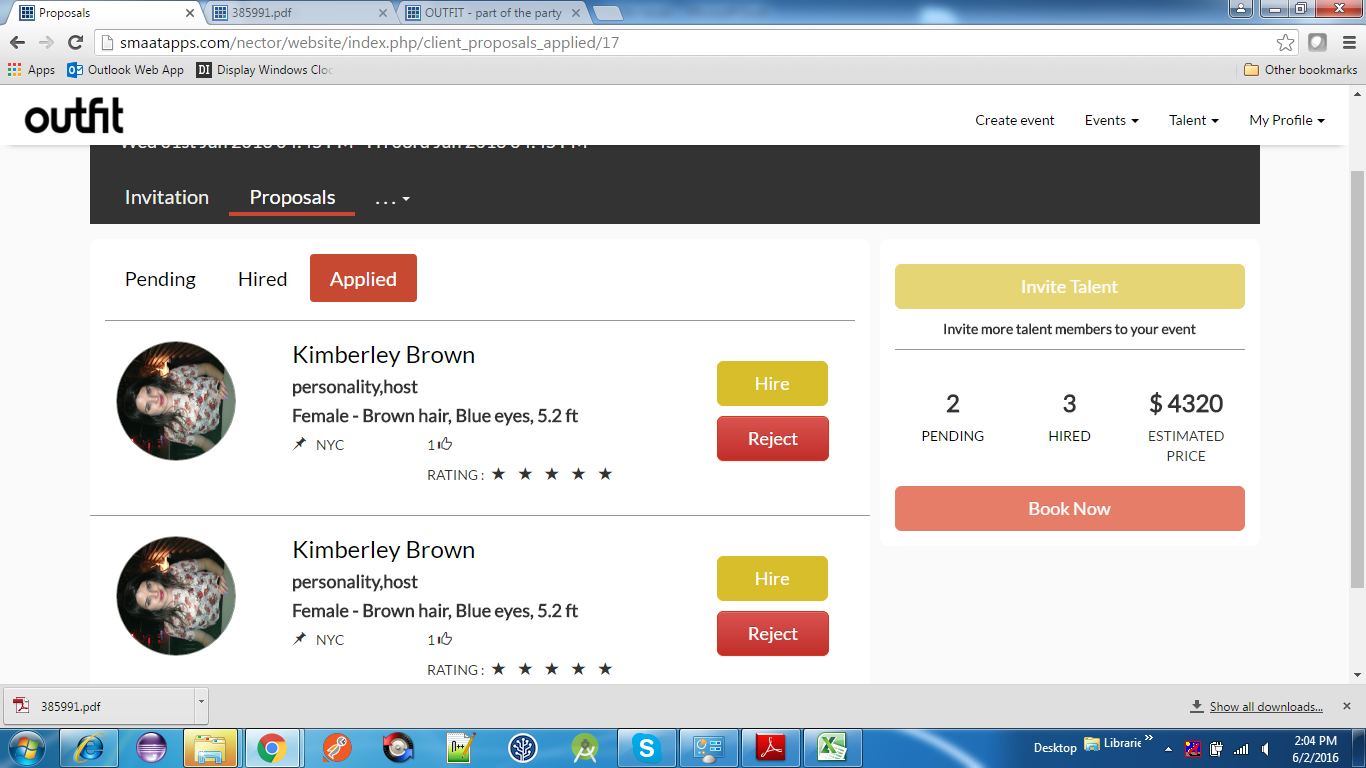 Proposals
385991.pdf
OUTFIT - part of the party
smaatapps.com/nector/website/index.php/client_proposals_applied/17
Apps
Outlook Web App
DI
Display Windows Cloc
Other bookmarks
outfit
Create event
Events
Talent
My Profile
Invitation
Proposals
. . .
Pending
Hired
Applied
Invite Talent
Invite more talent members to your event
Kimberley Brown
personality,host
Female - Brown hair, Blue eyes, 5.2 ft
NYC
1
RATING : ★ ★ ★ ★ ★
Hire
Reject
2
PENDING
3
HIRED
$ 4320
ESTIMATED
PRICE
Book Now
Kimberley Brown
personality,host
Female - Brown hair, Blue eyes, 5.2 ft
NYC
1
RATING : ★ ★ ★ ★ ★
Hire
Reject
385991.pdf
Show all downloads...
Desktop
Librarie
2:04 PM
6/2/2016